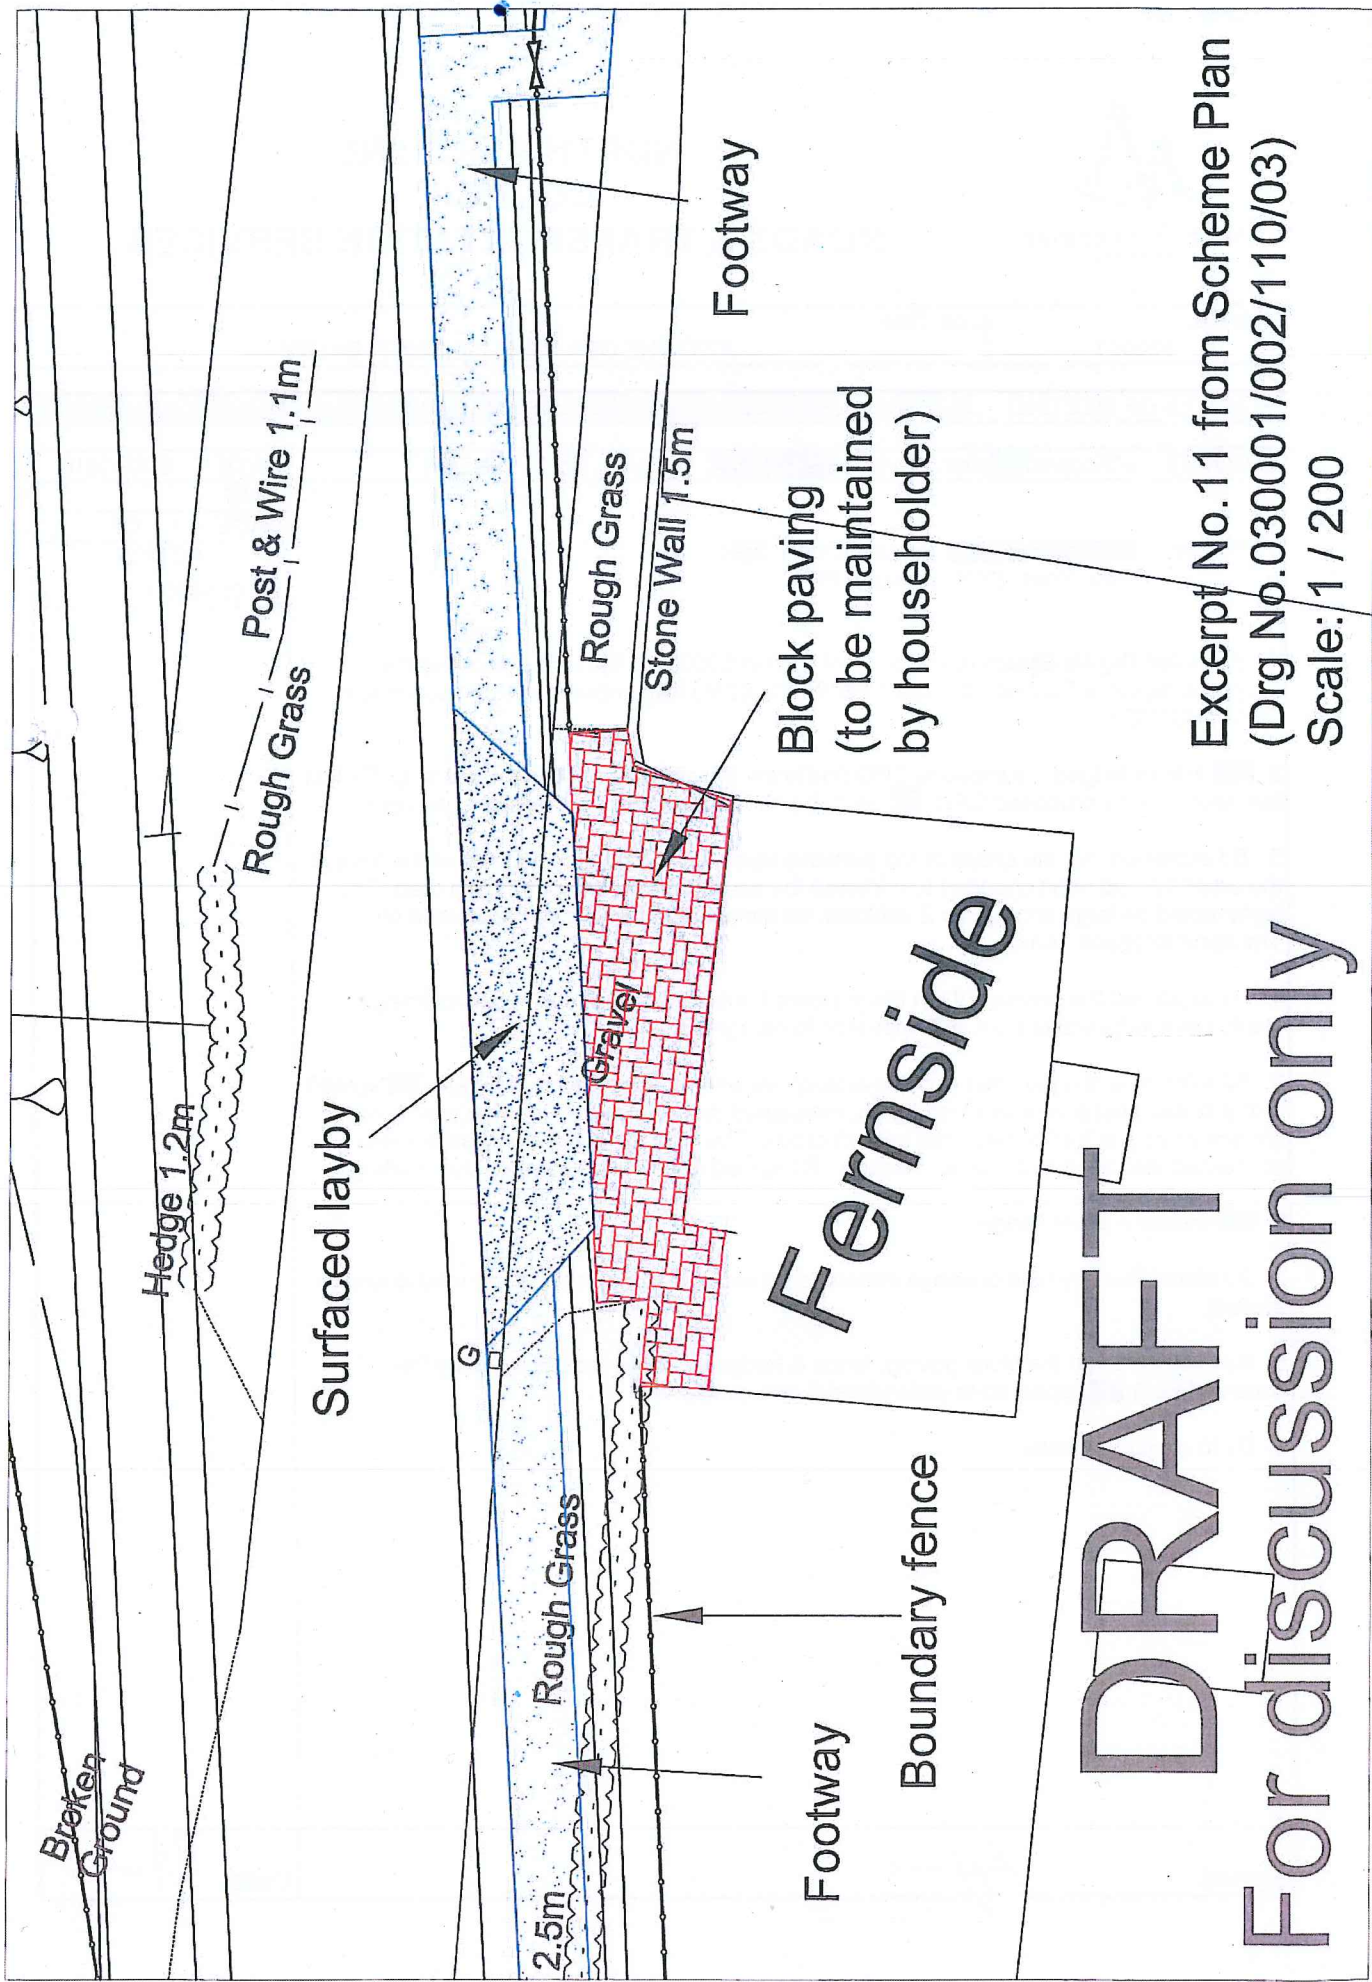 Broken
Ground
Hedge 1.2m
Post & Wire 1.1m
Rough Grass
Surfaced layby
G
2.5m
Rough Grass
Gravel
Rough Grass
Stone Wall 1.5m
Footway
Boundary fence
Footway
Block paving
(to be maintained
by householder)
Fernside
DRAFT
For discussion only
Excerpt No.11 from Scheme Plan
(Drg No.030001/002/110/03)
Scale: 1 / 200